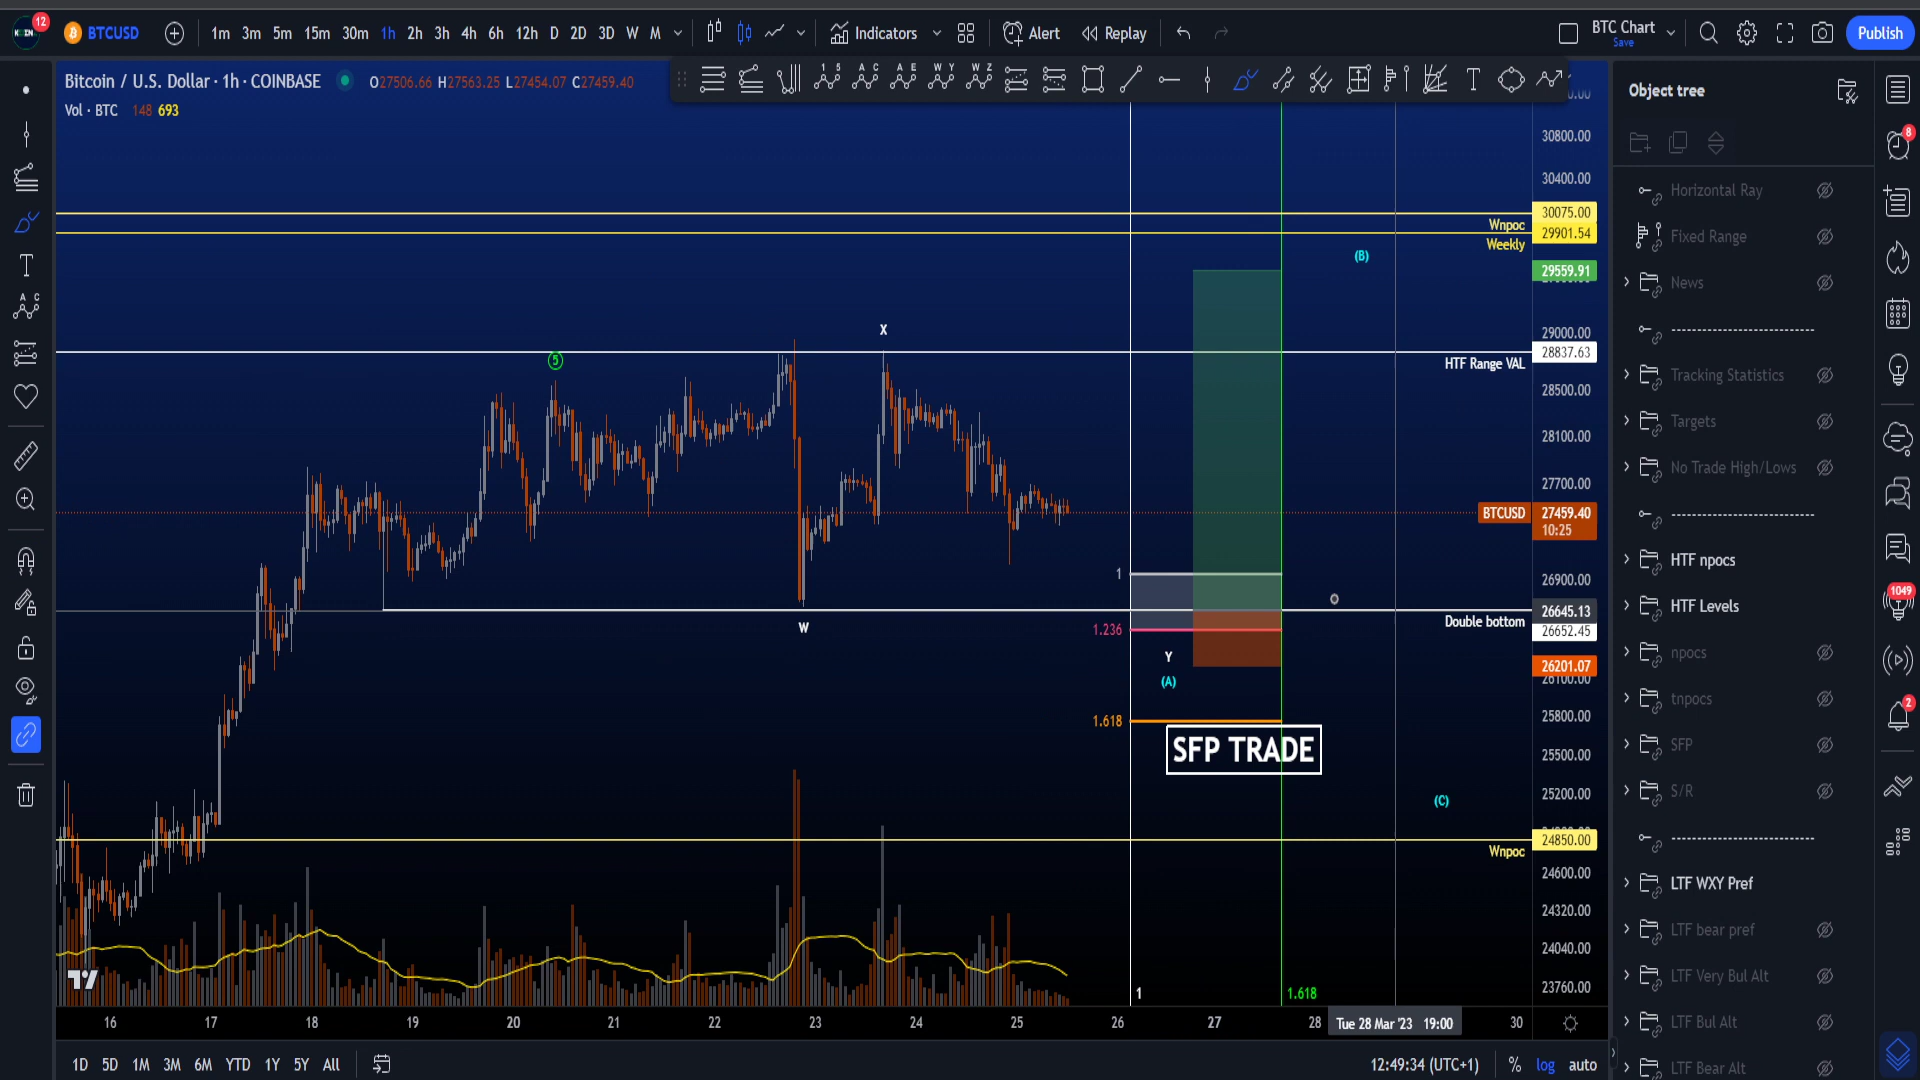 12
BTCUSD
1m 3m 5m 15m 30m 1h 2h 3h 4h 6h 12h D 2D 3D W M
Indicators
Alert
Replay
BTC Chart
Save
Publish
Bitcoin / U.S. Dollar · 1h · COINBASE
O27506.66 H27563.25 L27454.07 C27459.40
Vol · BTC 148 693
Object tree
Horizontal Ray
Fixed Range
News
Tracking Statistics
Targets
No Trade High/Lows
HTF npocs
HTF Levels
npocs
tnpocs
SFP
S/R
LTF WXY Pref
LTF bear pref
LTF Very Bul Alt
LTF Bul Alt
LTF Bear Alt
8
1049
2
30800.00
30400.00
30075.00
Wnpoc
29901.54
Weekly
(B)
29559.91
29000.00
X
5
28837.63
HTF Range VAL
28500.00
28100.00
27700.00
BTCUSD 27459.40
10:25
1
26900.00
26645.13
Double bottom
26652.45
W
1.236
Y
(A)
26201.07
26100.00
1.618
25800.00
SFP TRADE
25500.00
25200.00
(C)
24850.00
Wnpoc
24600.00
24320.00
24040.00
23760.00
1
1.618
16 17 18 19 20 21 22 23 24 25 26 27 28 Tue 28 Mar '23 19:00 30
1D 5D 1M 3M 6M YTD 1Y 5Y All
12:49:34 (UTC+1) % log auto